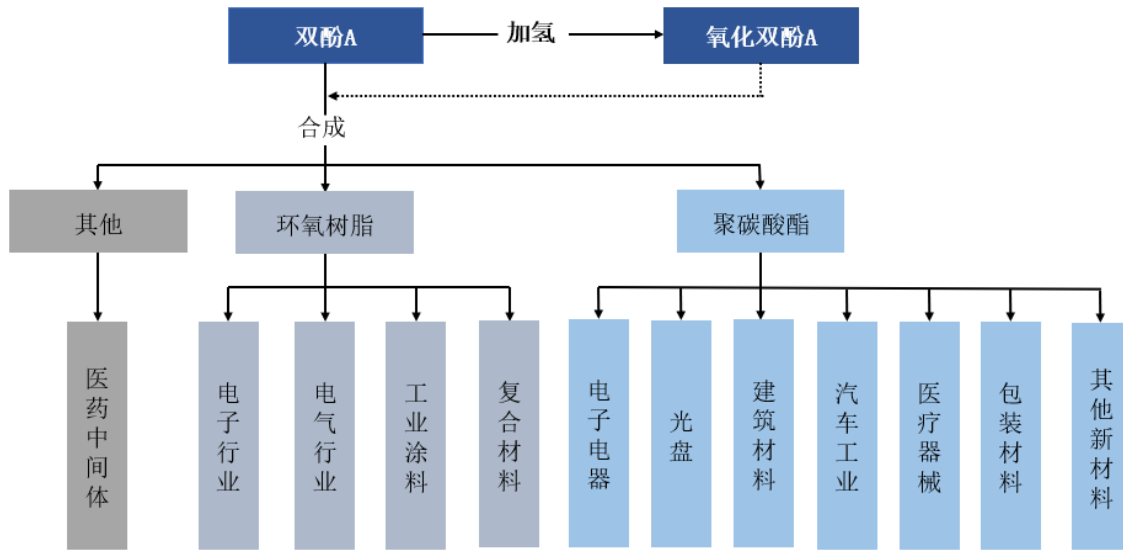 双酚A
加氢
氧化双酚A
合成
其他
环氧树脂
聚碳酸酯
医药中间体
电子行业
电气行业
工业涂料
复合材料
电子电器
光盘
建筑材料
汽车工业
医疗器械
包装材料
其他新材料